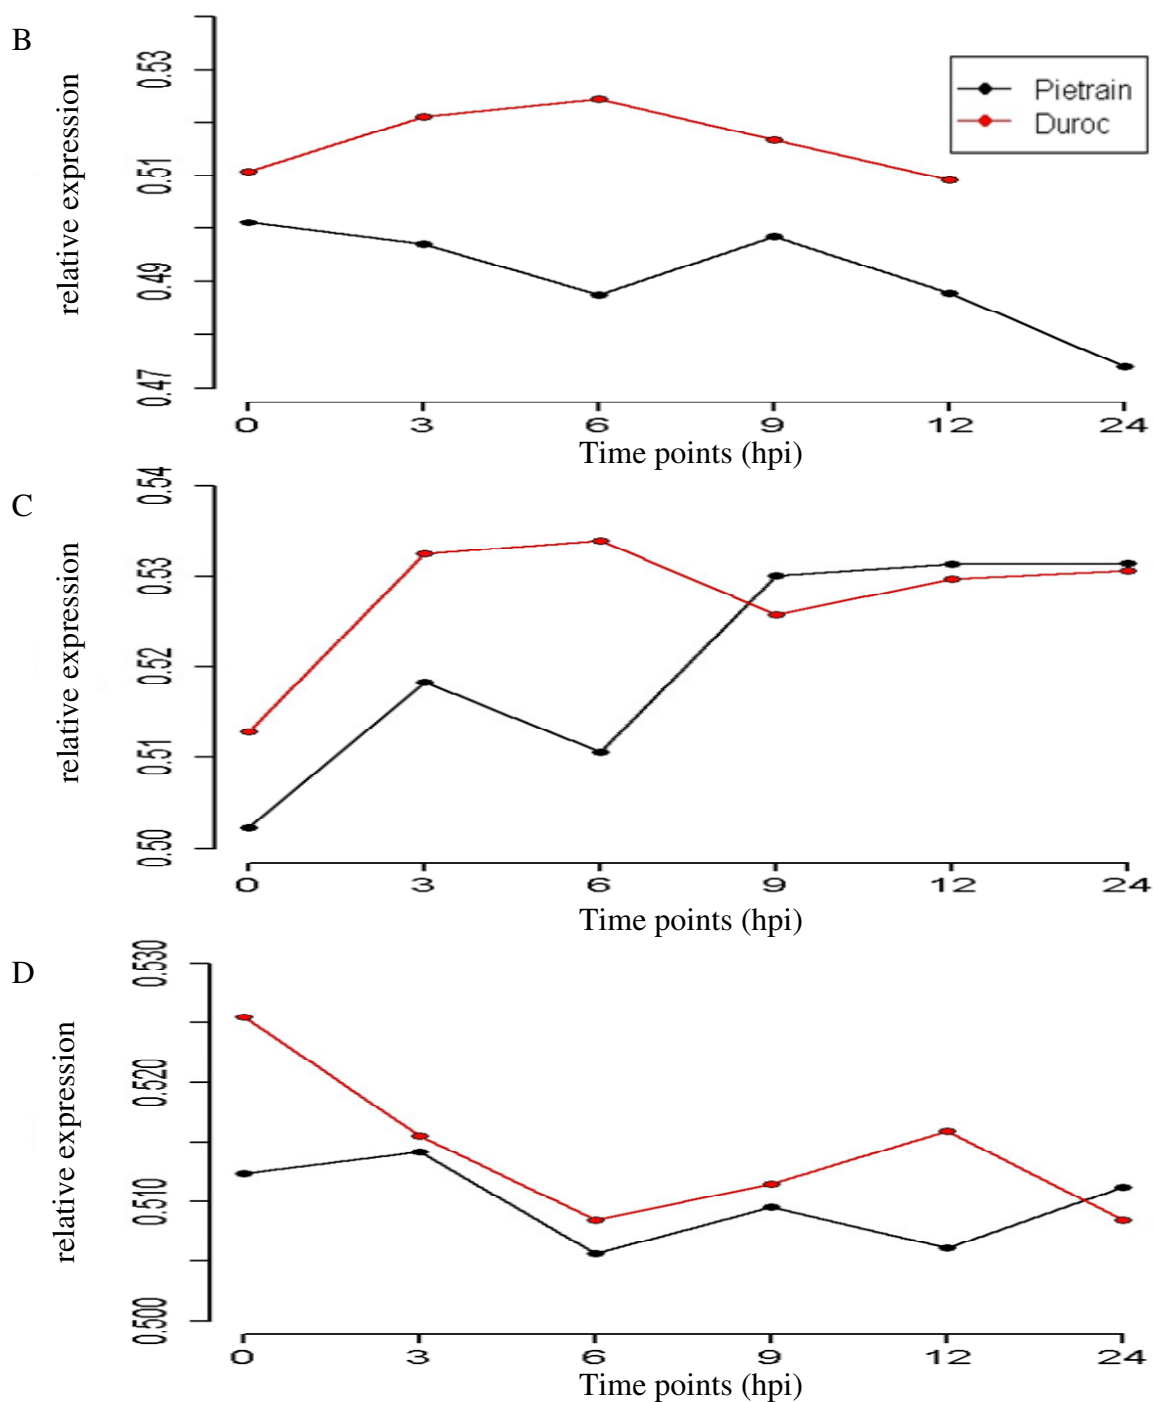 B
relative expression
0.53
0.51
0.49
0.47
Pietrain
Duroc
0 3 6 9 12 24
Time points (hpi)
C
relative expression
0.54
0.53
0.52
0.51
0.50
0 3 6 9 12 24
Time points (hpi)
D
relative expression
0.530
0.520
0.510
0.500
0 3 6 9 12 24
Time points (hpi)